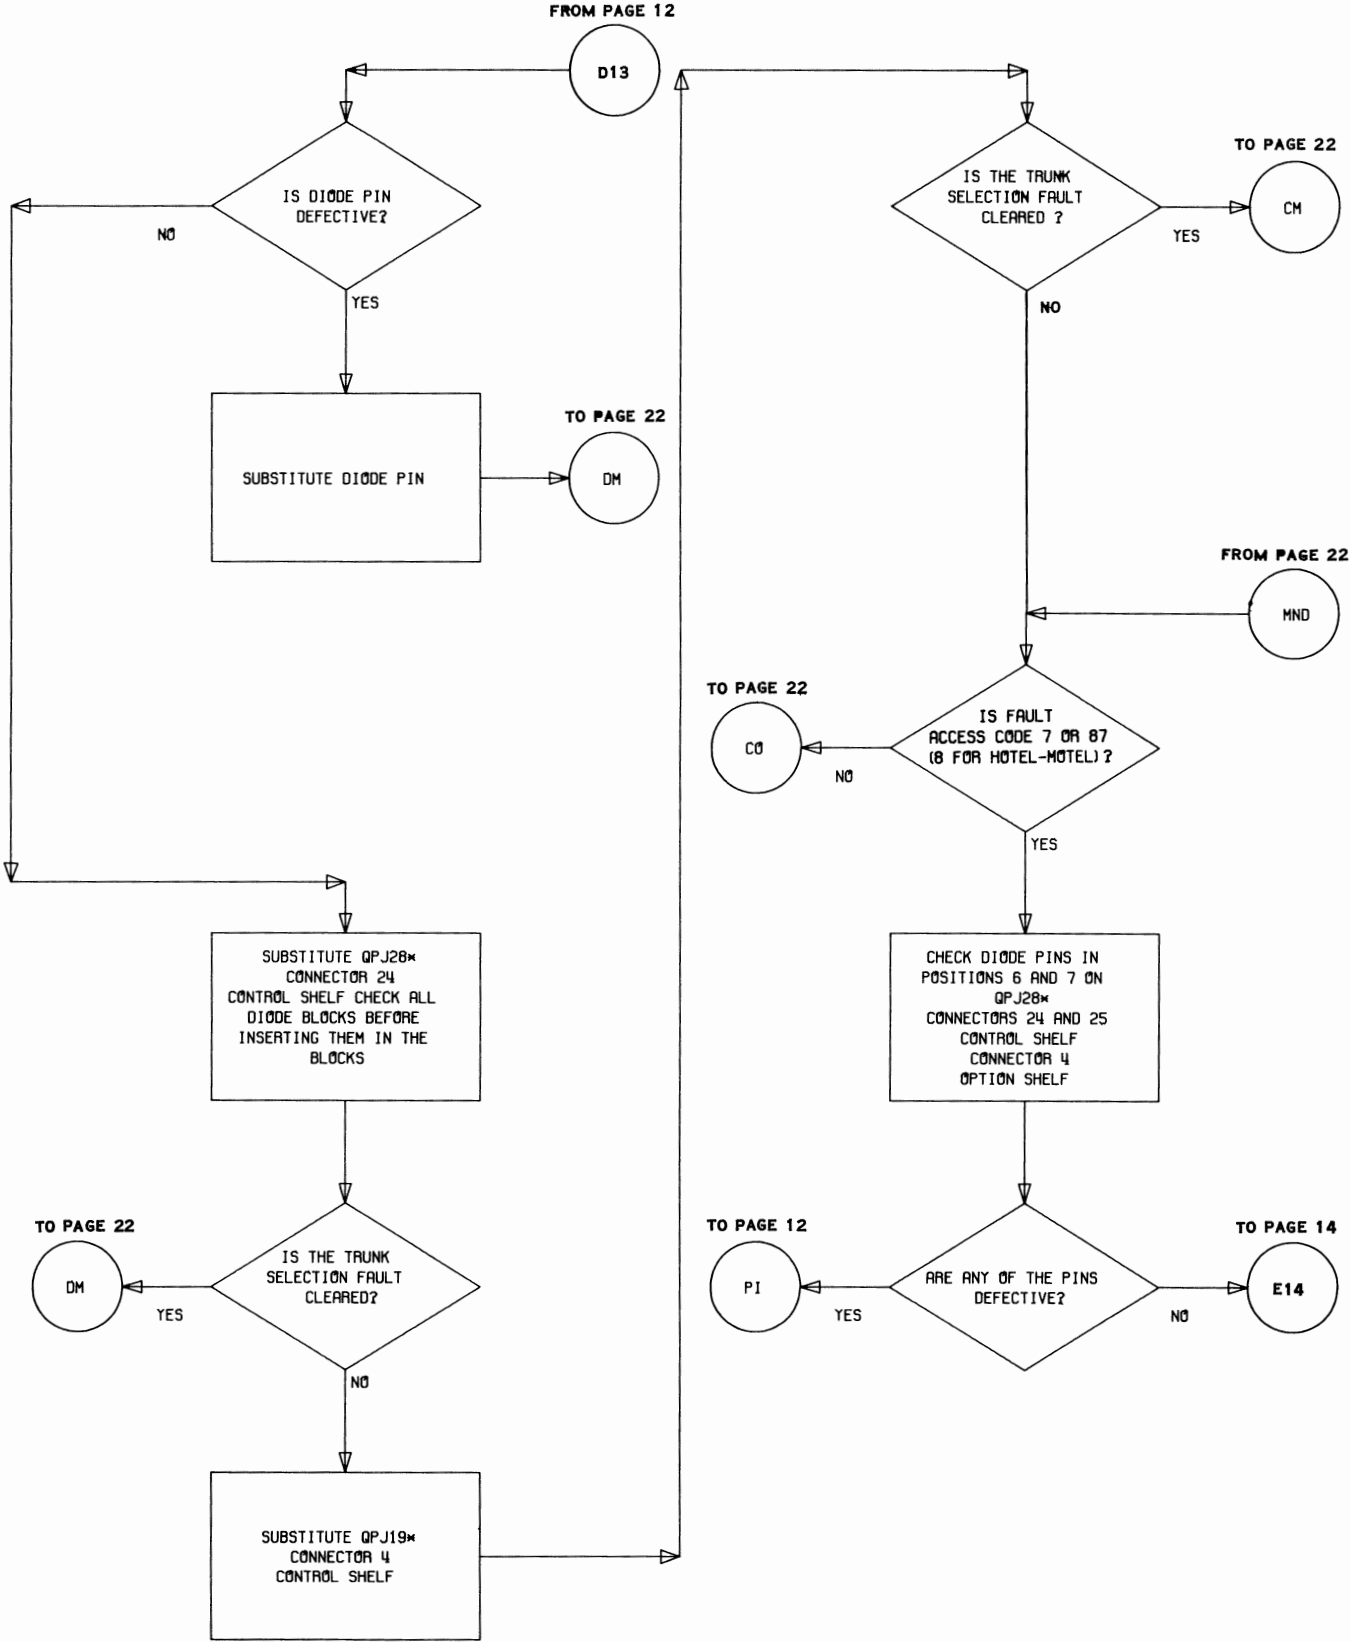 FROM PAGE 12
D13
IS DIODE PIN
DEFECTIVE?
NO
YES
SUBSTITUTE DIODE PIN
TO PAGE 22
DM
SUBSTITUTE QPJ28*
CONNECTOR 24
CONTROL SHELF CHECK ALL
DIODE BLOCKS BEFORE
INSERTING THEM IN THE
BLOCKS
IS THE TRUNK
SELECTION FAULT
CLEARED?
TO PAGE 22
DM
YES
NO
SUBSTITUTE QPJ19*
CONNECTOR 4
CONTROL SHELF
IS THE TRUNK
SELECTION FAULT
CLEARED ?
TO PAGE 22
CM
YES
NO
FROM PAGE 22
MND
IS FAULT
ACCESS CODE 7 OR 87
(8 FOR HOTEL-MOTEL)?
TO PAGE 22
CO
NO
YES
CHECK DIODE PINS IN
POSITIONS 6 AND 7 ON
QPJ28*
CONNECTORS 24 AND 25
CONTROL SHELF
CONNECTOR 4
OPTION SHELF
ARE ANY OF THE PINS
DEFECTIVE?
TO PAGE 12
PI
YES
TO PAGE 14
E14
NO